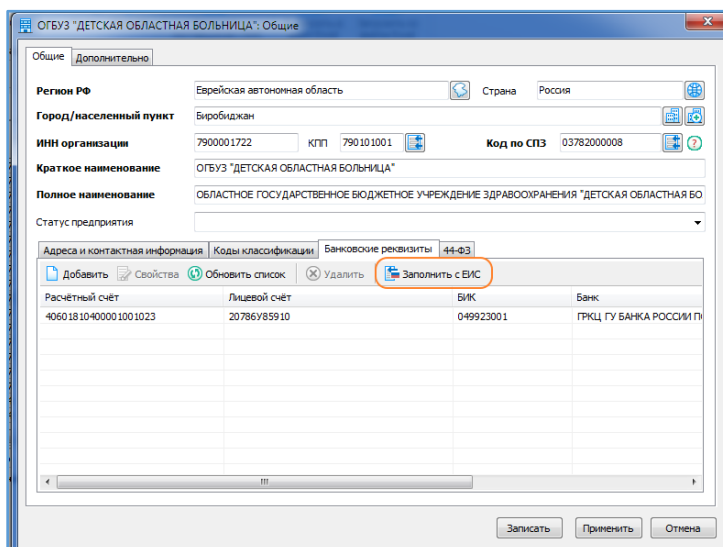 ОГБУЗ "ДЕТСКАЯ ОБЛАСТНАЯ БОЛЬНИЦА": Общие
Общие Дополнительно
Регион РФ Еврейская автономная область Страна Россия
Город/населенный пункт Биробиджан
ИНН организации 7900001722 КПП 790101001 Код по СПЗ 03782000008
Краткое наименование ОГБУЗ "ДЕТСКАЯ ОБЛАСТНАЯ БОЛЬНИЦА"
Полное наименование ОБЛАСТНОЕ ГОСУДАРСТВЕННОЕ БЮДЖЕТНОЕ УЧРЕЖДЕНИЕ ЗДРАВООХРАНЕНИЯ "ДЕТСКАЯ ОБЛАСТНАЯ БО
Статус предприятия
Адреса и контактная информация Коды классификации Банковские реквизиты 44-ФЗ
Добавить Свойства Обновить список Удалить Заполнить с ЕИС
Расчётный счёт Лицевой счёт БИК Банк
40601810400001001023 20786У85910 049923001 ГРКЦ ГУ БАНКА РОССИИ П
Записать Применить Отмена